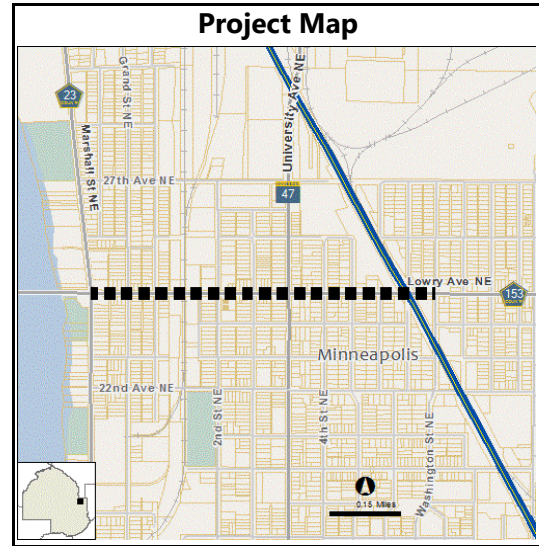 Project Map
Grand St NE
University Ave NE
23
Marshall St NE
27th Ave NE
47
Lowry Ave NE
153
Minneapolis
22nd Ave NE
2nd St NE
4th St NE
Washington St NE
0.15 Miles